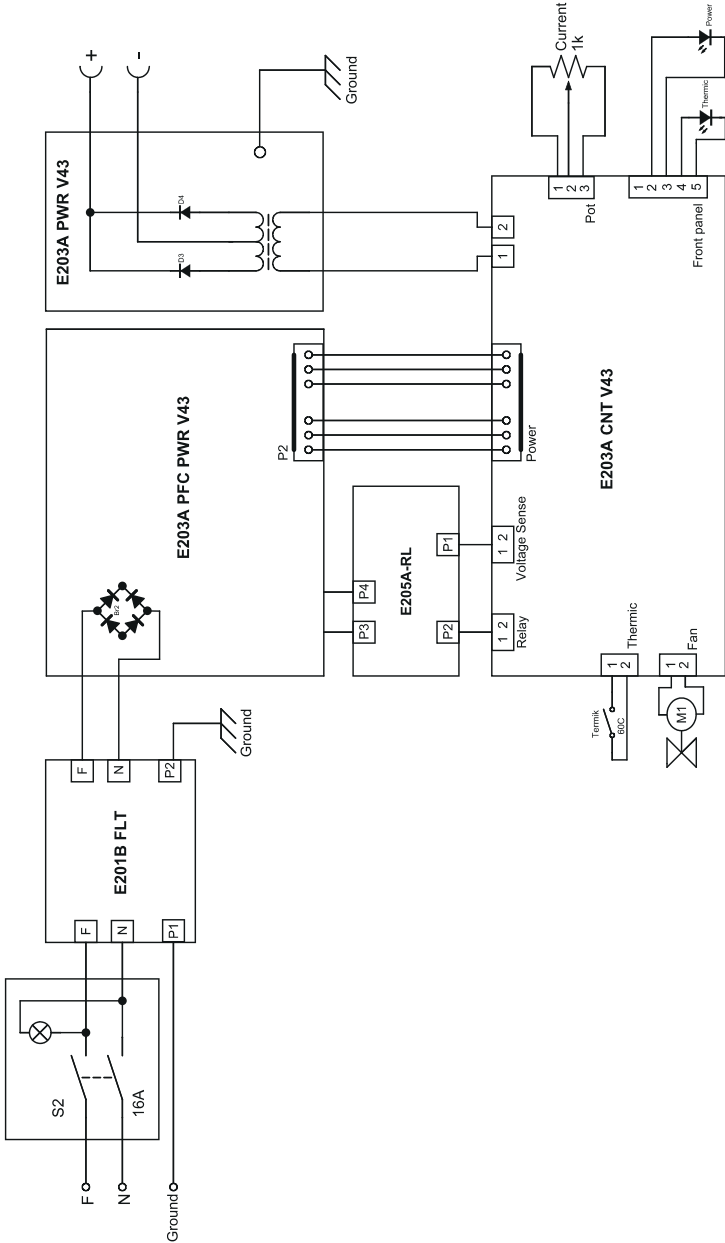 F
N
Ground
S2
16A
F
N
P1
E201B FLT
F
N
P2
Ground
Br2
E203A PFC PWR V43
P2
E203A PWR V43
D3
D4
+
-
Ground
P3
P4
E205A-RL
P2
P1
1 2
Relay
1 2
Voltage Sense
Power
1
2
E203A CNT V43
Termik
60C
1
2
Thermic
M1
1
2
Fan
Current
1k
1
2
3
Pot
1
2
3
4
5
Front panel
Thermic
Power